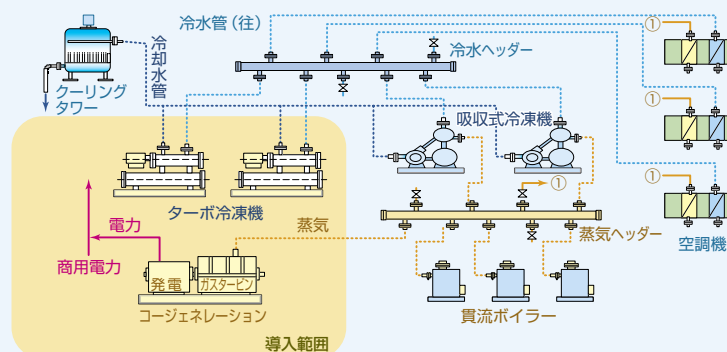 冷水管（往）
①
冷却水管
冷水ヘッダー
クーリング
タワー
吸収式冷凍機
①
ターボ冷凍機
①
①
電力
蒸気
蒸気ヘッダー
空調機
商用電力
発電
ガスタービン
コージェネレーション
貫流ボイラー
導入範囲